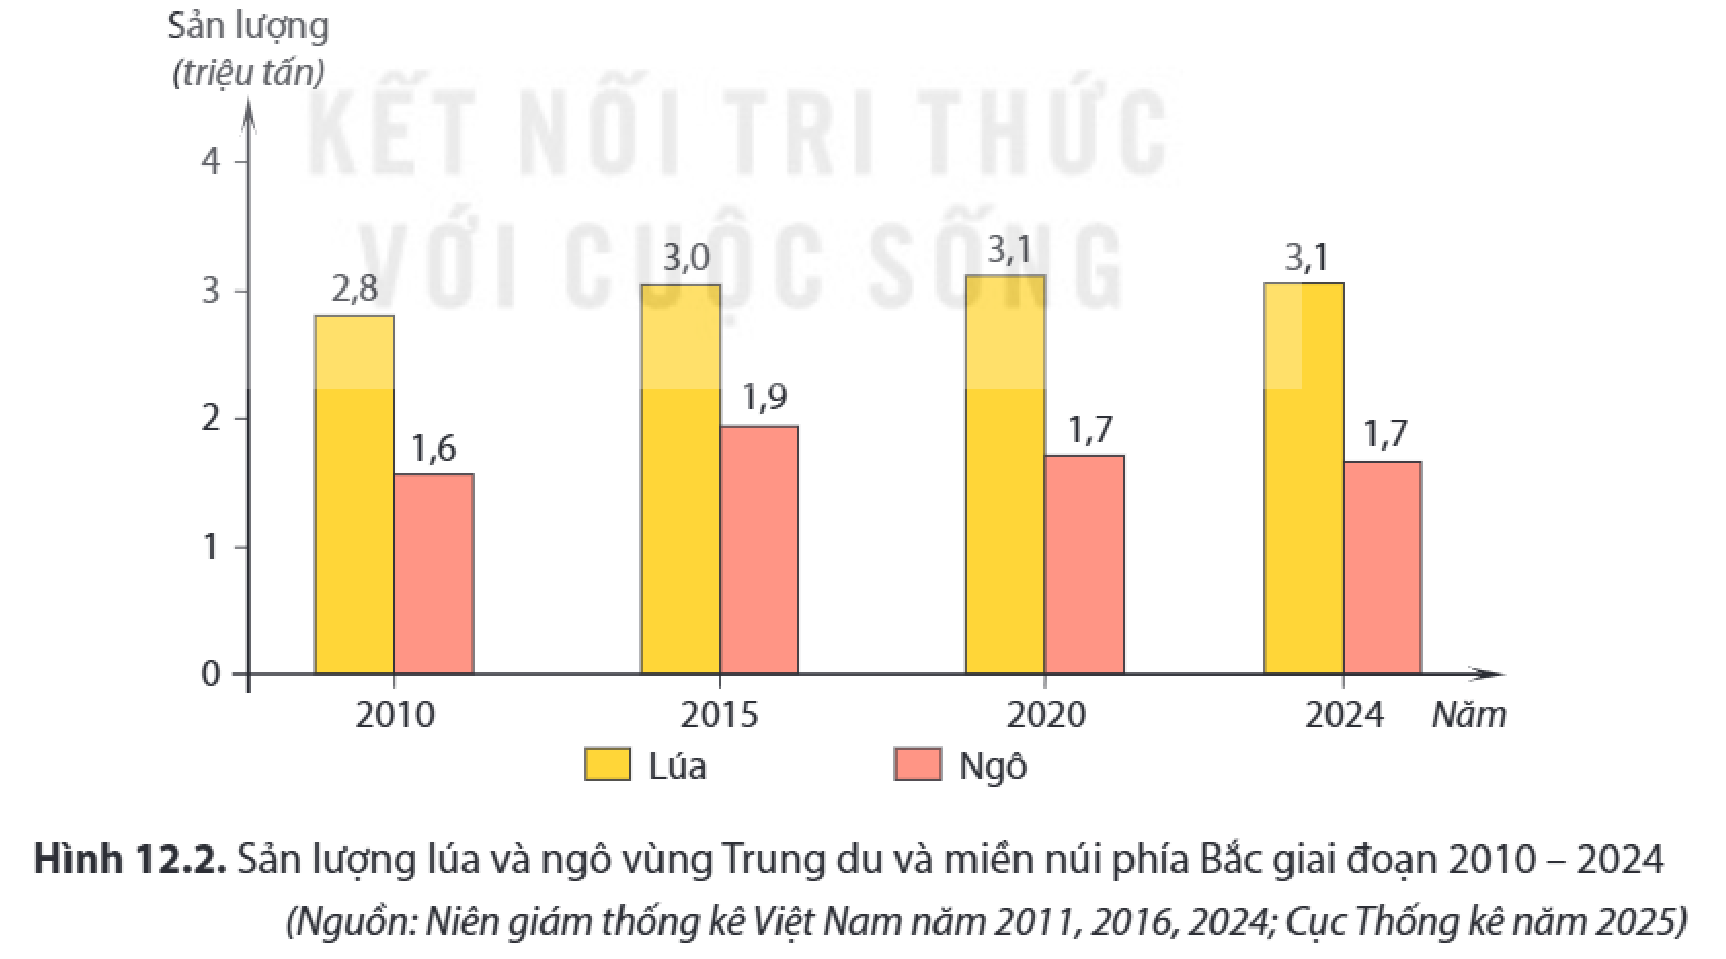 Sản lượng
(triệu tấn)
KẾT NỐI TRI THỨC
VỚI CUỘC SỐNG
4
3
2
1
0
2,8
1,6
3,0
1,9
3,1
1,7
3,1
1,7
2010
2015
2020
2024
Năm
Lúa
Ngô
Hình 12.2. Sản lượng lúa và ngô vùng Trung du và miền núi phía Bắc giai đoạn 2010 – 2024
(Nguồn: Niên giám thống kê Việt Nam năm 2011, 2016, 2024; Cục Thống kê năm 2025)